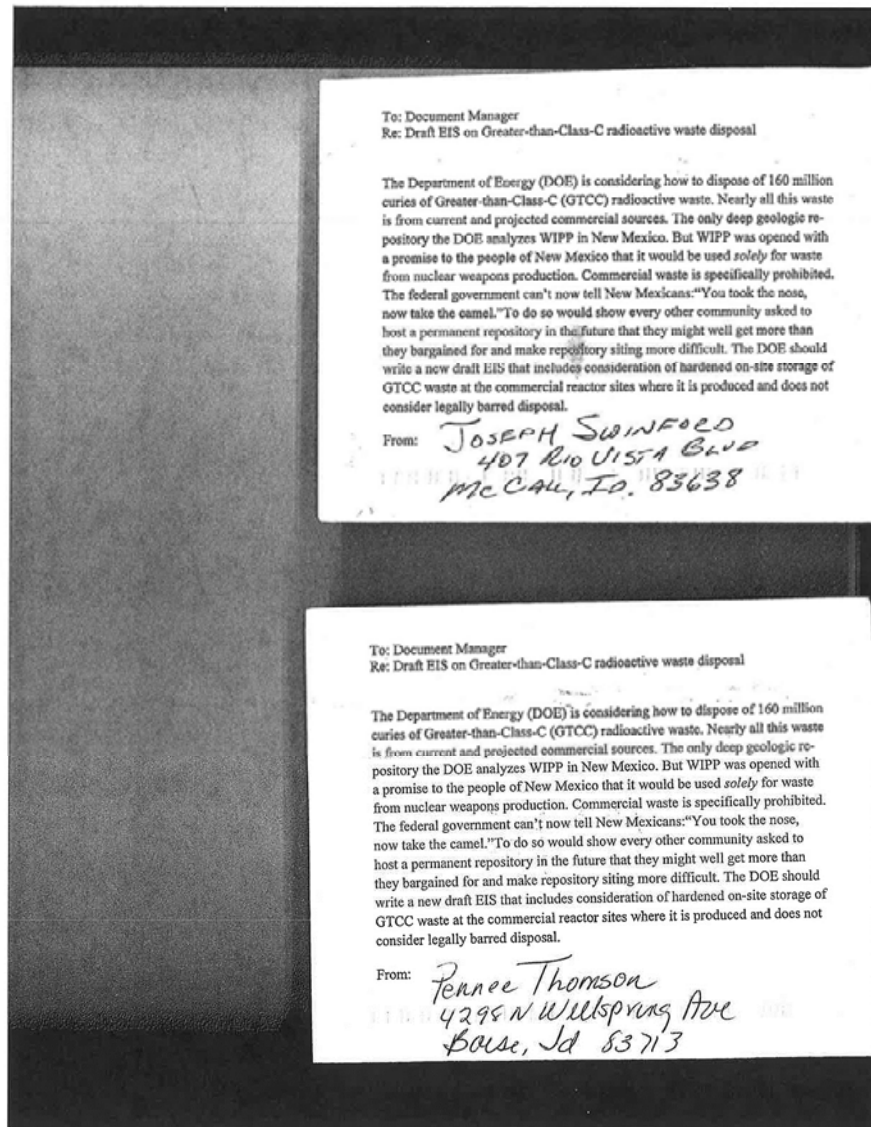 To: Document Manager
Re: Draft EIS on Greater-than-Class-C radioactive waste disposal
The Department of Energy (DOE) is considering how to dispose of 160 million
curies of Greater-than-Class-C (GTCC) radioactive waste. Nearly all this waste
is from current and projected commercial sources. The only deep geologic re-
pository the DOE analyzes WIPP in New Mexico. But WIPP was opened with
a promise to the people of New Mexico that it would be used solely for waste
from nuclear weapons production. Commercial waste is specifically prohibited.
The federal government can't now tell New Mexicans:"You took the nose,
now take the camel."To do so would show every other community asked to
host a permanent repository in the future that they might well get more than
they bargained for and make repository siting more difficult. The DOE should
write a new draft EIS that includes consideration of hardened on-site storage of
GTCC waste at the commercial reactor sites where it is produced and does not
consider legally barred disposal.
From: JOSEPH SWINFORD
407 RIO VISTA BLVD
McCALL, ID. 83638
To: Document Manager
Re: Draft EIS on Greater-than-Class-C radioactive waste disposal
The Department of Energy (DOE) is considering how to dispose of 160 million
curies of Greater-than-Class-C (GTCC) radioactive waste. Nearly all this waste
is from current and projected commercial sources. The only deep geologic re-
pository the DOE analyzes WIPP in New Mexico. But WIPP was opened with
a promise to the people of New Mexico that it would be used solely for waste
from nuclear weapons production. Commercial waste is specifically prohibited.
The federal government can't now tell New Mexicans:"You took the nose,
now take the camel."To do so would show every other community asked to
host a permanent repository in the future that they might well get more than
they bargained for and make repository siting more difficult. The DOE should
write a new draft EIS that includes consideration of hardened on-site storage of
GTCC waste at the commercial reactor sites where it is produced and does not
consider legally barred disposal.
From: Pennee Thomson
4298 N Wellspring Ave
Boise, Id 83713